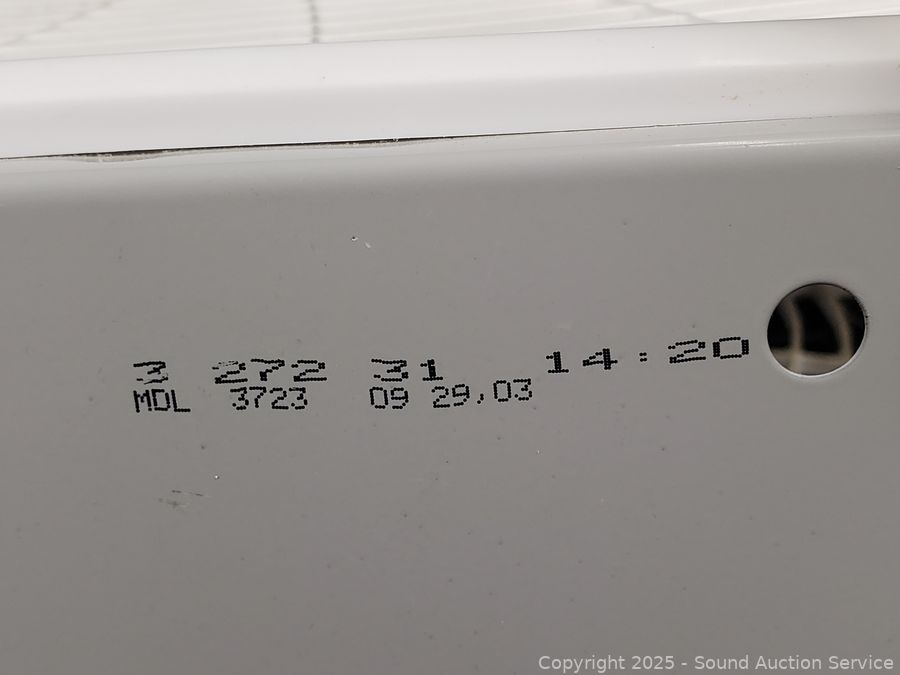 3 272 31 14:20
MDL 3723 09 29,03
Copyright 2025 - Sound Auction Service